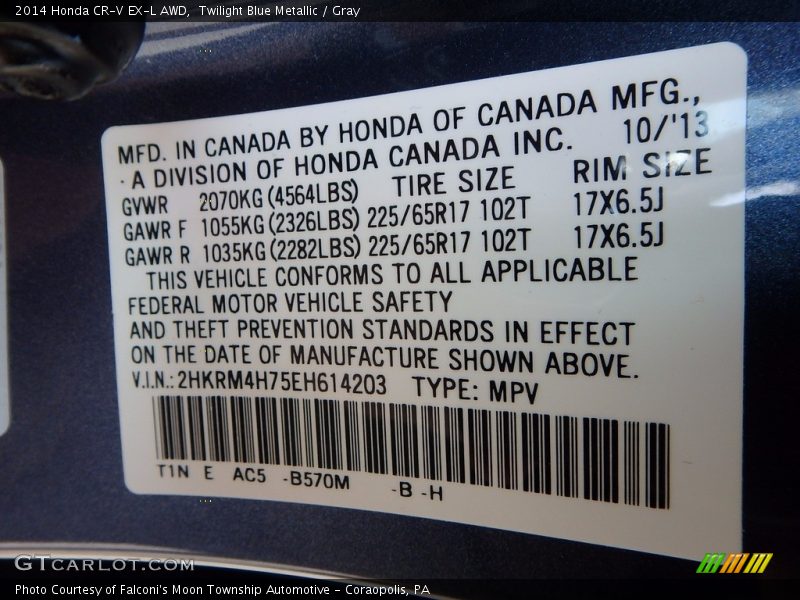 2014 Honda CR-V EX-L AWD,  Twilight Blue Metallic / Gray
MFD. IN CANADA BY HONDA OF CANADA MFG.,
· A DIVISION OF HONDA CANADA INC. 10/'13
GVWR 2070KG(4564LBS) TIRE SIZE RIM SIZE
GAWR F 1055KG(2326LBS) 225/65R17 102T 17X6.5J
GAWR R 1035KG(2282LBS) 225/65R17 102T 17X6.5J
THIS VEHICLE CONFORMS TO ALL APPLICABLE
FEDERAL MOTOR VEHICLE SAFETY
AND THEFT PREVENTION STANDARDS IN EFFECT
ON THE DATE OF MANUFACTURE SHOWN ABOVE.
V.I.N.:2HKRM4H75EH614203 TYPE: MPV
T1N E AC5 -B570M -B -H
GTCARLOT.COM
Photo Courtesy of Falconi's Moon Township Automotive - Coraopolis, PA